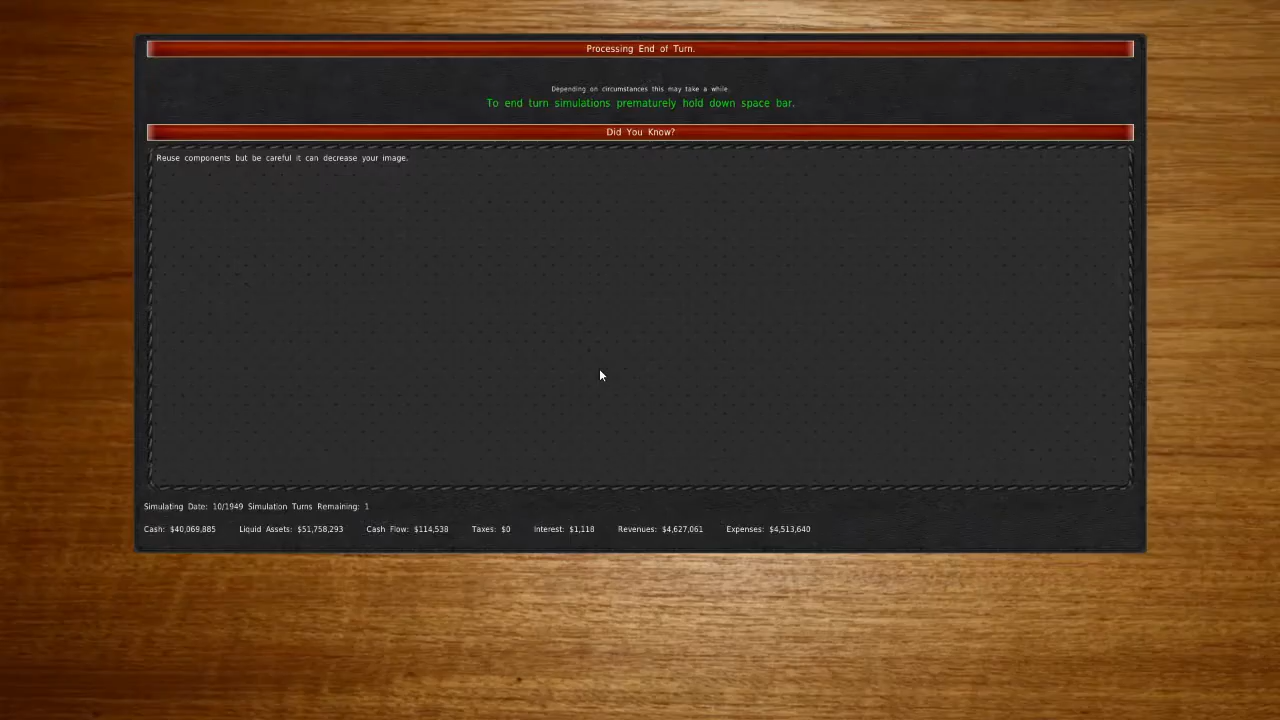 Processing End of Turn.
Depending on circumstances this may take a while.
To end turn simulations prematurely hold down space bar.
Did You Know?
Reuse components but be careful it can decrease your image.
Simulating Date: 10/1949 Simulation Turns Remaining: 1
Cash: $40,069,885 Liquid Assets: $51,758,293 Cash Flow: $114,538 Taxes: $0 Interest: $1,118 Revenues: $4,627,061 Expenses: $4,513,640